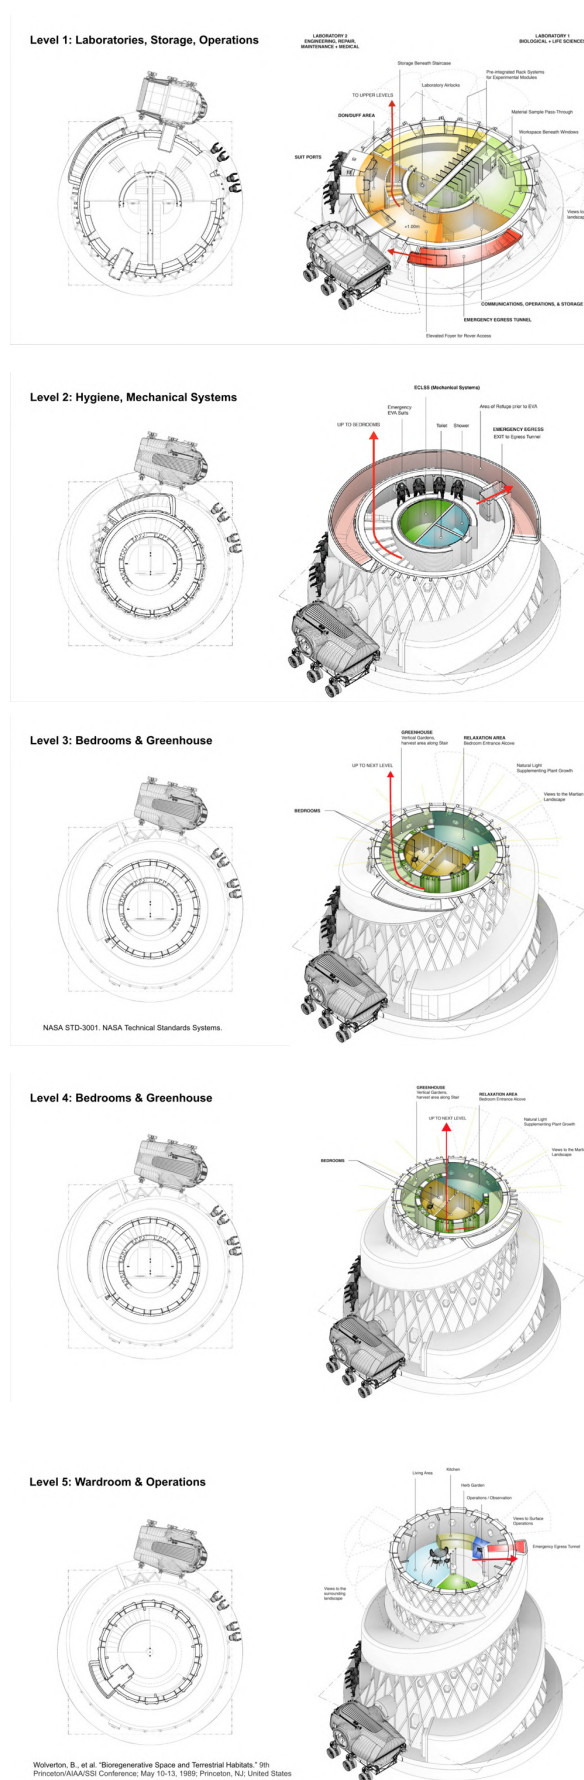 Level 1: Laboratories, Storage, Operations
LABORATORY 2
ENGINEERING, REPAIR,
MAINTENANCE + MEDICAL
LABORATORY 1
BIOLOGICAL + LIFE SCIENCES
Storage Beneath Staircase
Pre-integrated Rack Systems
for Experimental Modules
Laboratory Airlocks
TO UPPER LEVELS
DON/DUFF AREA
Material Sample Pass-Through
Workspace Beneath Windows
SUIT PORTS
Views to
landscape
+1.00m
COMMUNICATIONS, OPERATIONS, & STORAGE
EMERGENCY EGRESS TUNNEL
Elevated Foyer for Rover Access
Level 2: Hygiene, Mechanical Systems
ECLSS (Mechanical Systems)
Emergency
EVA Suits
Area of Refuge prior to EVA
UP TO BEDROOMS
Toilet
Shower
EMERGENCY EGRESS
EXIT to Egress Tunnel
Level 3: Bedrooms & Greenhouse
GREENHOUSE
Vertical Gardens,
harvest area along Stair
RELAXATION AREA
Bedroom Entrance Alcove
UP TO NEXT LEVEL
Natural Light
Supplementing Plant Growth
Views to the Martian
Landscape
BEDROOMS
NASA STD-3001. NASA Technical Standards Systems.
Level 4: Bedrooms & Greenhouse
GREENHOUSE
Vertical Gardens,
harvest area along Stair
RELAXATION AREA
Bedroom Entrance Alcove
UP TO NEXT LEVEL
Natural Light
Supplementing Plant Growth
Views to the Mart
Landscape
BEDROOMS
Level 5: Wardroom & Operations
Living Area
Kitchen
Herb Garden
Operations / Observation
Views to Surface
Operations
Emergency Egress Tunnel
Views to the
surrounding
landscape
Wolverton, B., et al. "Bioregenerative Space and Terrestrial Habitats." 9th
Princeton/AIAA/SSI Conference; May 10-13, 1989; Princeton, NJ; United States